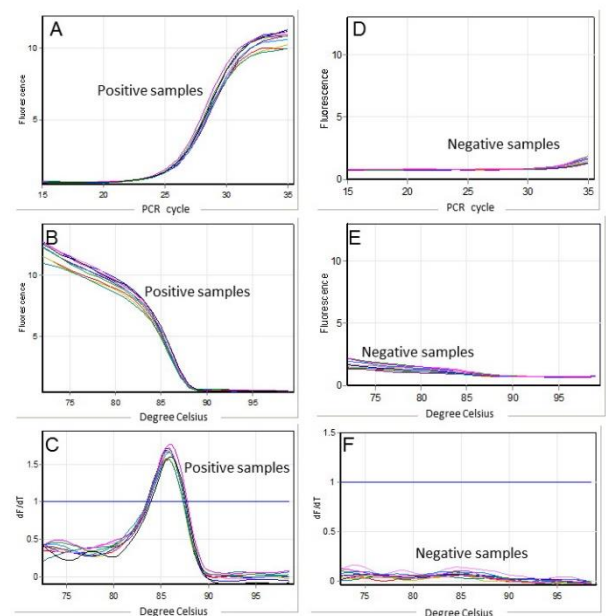 A
Positive samples
Fluorescence
10
5
15 20 25 30 35
PCR cycle
D
Negative samples
Fluorescence
10
5
0
15 20 25 30 35
PCR cycle
B
Positive samples
Fluorescence
10
5
75 80 85 90 95
Degree Celsius
E
Negative samples
Fluorescence
10
5
0
75 80 85 90 95
Degree Celsius
C
Positive samples
dF/dT
1.5
1
0.5
0
75 80 85 90 95
Degree Celsius
F
Negative samples
dF/dT
1.5
1
0.5
0
75 80 85 90 95
Degree Celsius